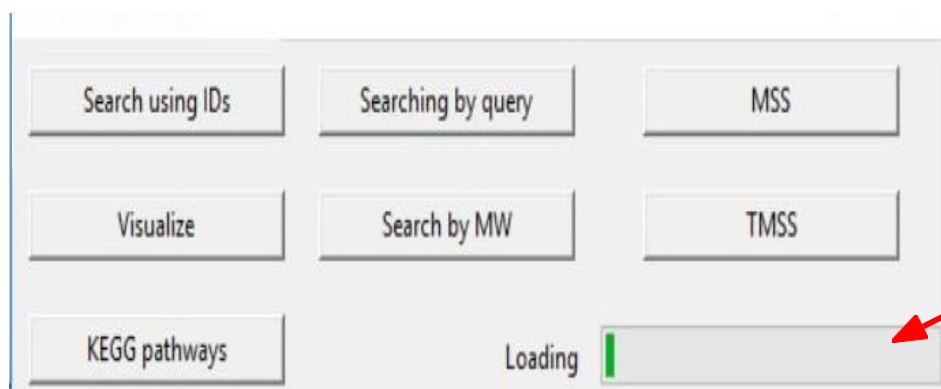 Search using IDs
Searching by query
MSS
Visualize
Search by MW
TMSS
KEGG pathways
Loading